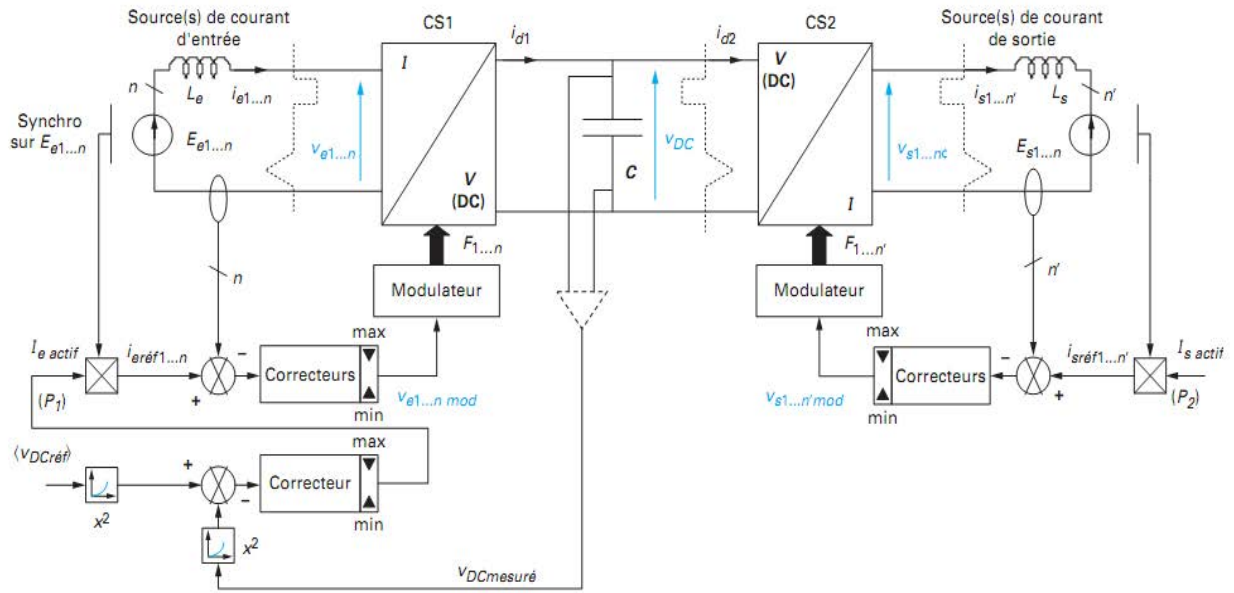 Source(s) de courant
d'entrée
CS1
CS2
Source(s) de courant
de sortie
i_d1
i_d2
n
L_e
i_e1...n
I
V
(DC)
i_s1...n'
L_s
n'
Synchro
sur E_e1...n
E_e1...n
v_e1...n
v_DC
v_s1...nc
E_s1...n
C
V
(DC)
I
F_1...n
F_1...n'
n
n'
Modulateur
Modulateur
I_e actif
i_eréf1...n
–
max
max
–
i_sréf1...n'
I_s actif
Correcteurs
Correcteurs
(P_1)
+
min
v_e1...n mod
v_s1...n'mod
min
+
(P_2)
⟨v_DCréf⟩
+
max
Correcteur
–
x²
min
x²
v_DCmesuré